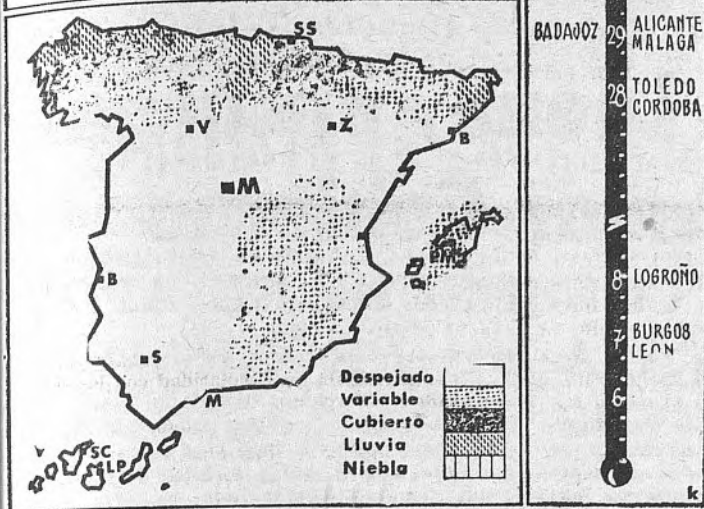 SS
V
Z
B
M
PM
B
S
M
SC
LP
Despejado
Variable
Cubierto
Lluvia
Niebla
BADAJOZ 29 ALICANTE
MALAGA
28 TOLEDO
CORDOBA
8 LOGROÑO
7 BURGOS
LEON
6
k